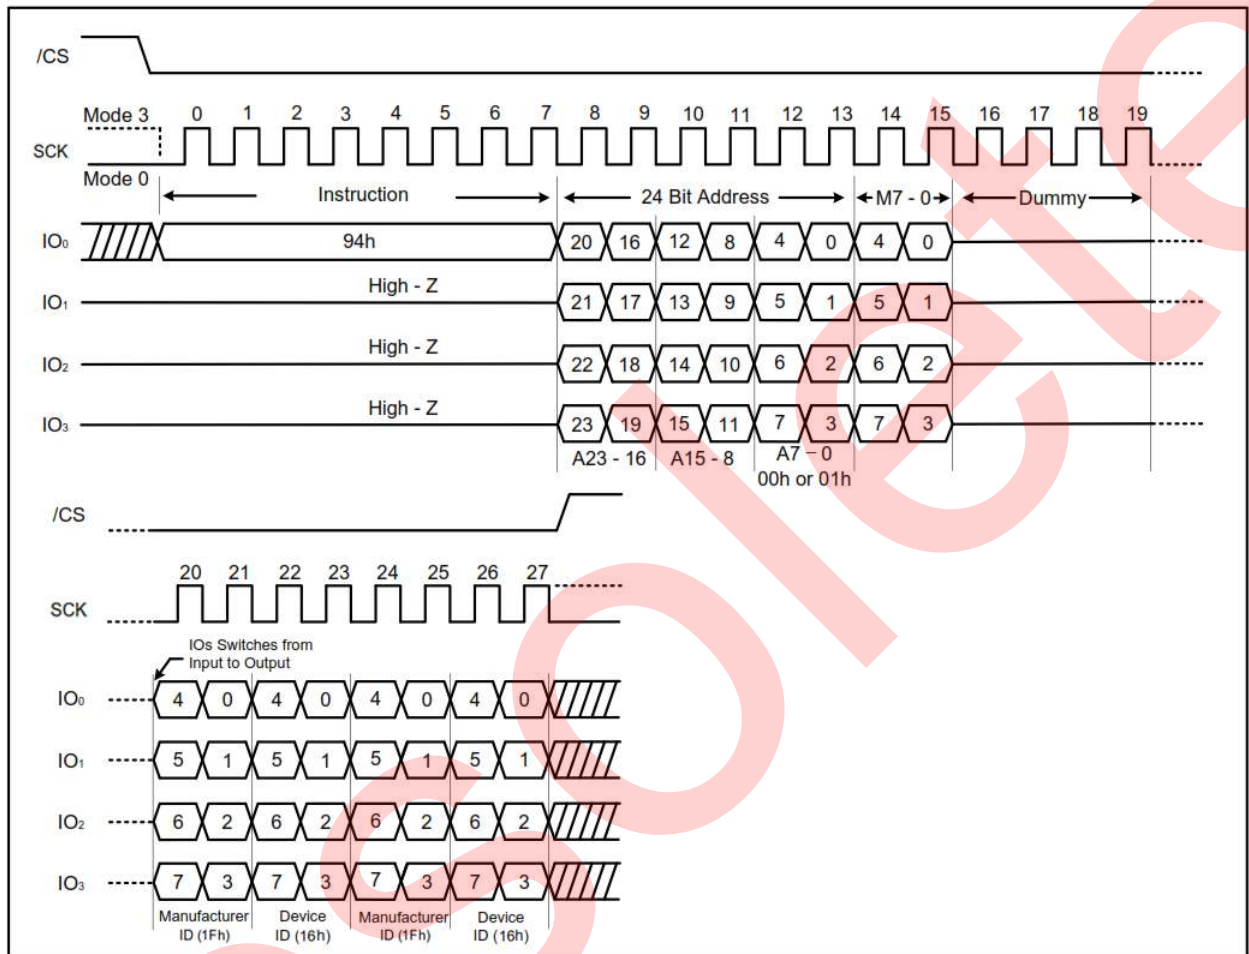 /CS
Mode 3 0 1 2 3 4 5 6 7 8 9 10 11 12 13 14 15 16 17 18 19
SCK
Mode 0
Instruction 24 Bit Address M7 - 0 Dummy
IO₀ 94h 20 16 12 8 4 0 4 0
High - Z
IO₁ 21 17 13 9 5 1 5 1
High - Z
IO₂ 22 18 14 10 6 2 6 2
High - Z
IO₃ 23 19 15 11 7 3 7 3
A23 - 16 A15 - 8 A7 – 0
00h or 01h
/CS
20 21 22 23 24 25 26 27
SCK
IOs Switches from
Input to Output
IO₀ 4 0 4 0 4 0 4 0
IO₁ 5 1 5 1 5 1 5 1
IO₂ 6 2 6 2 6 2 6 2
IO₃ 7 3 7 3 7 3 7 3
Manufacturer Device Manufacturer Device
ID (1Fh) ID (16h) ID (1Fh) ID (16h)
solete